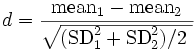 d = (mean₁ − mean₂) / √((SD₁² + SD₂²)/2)